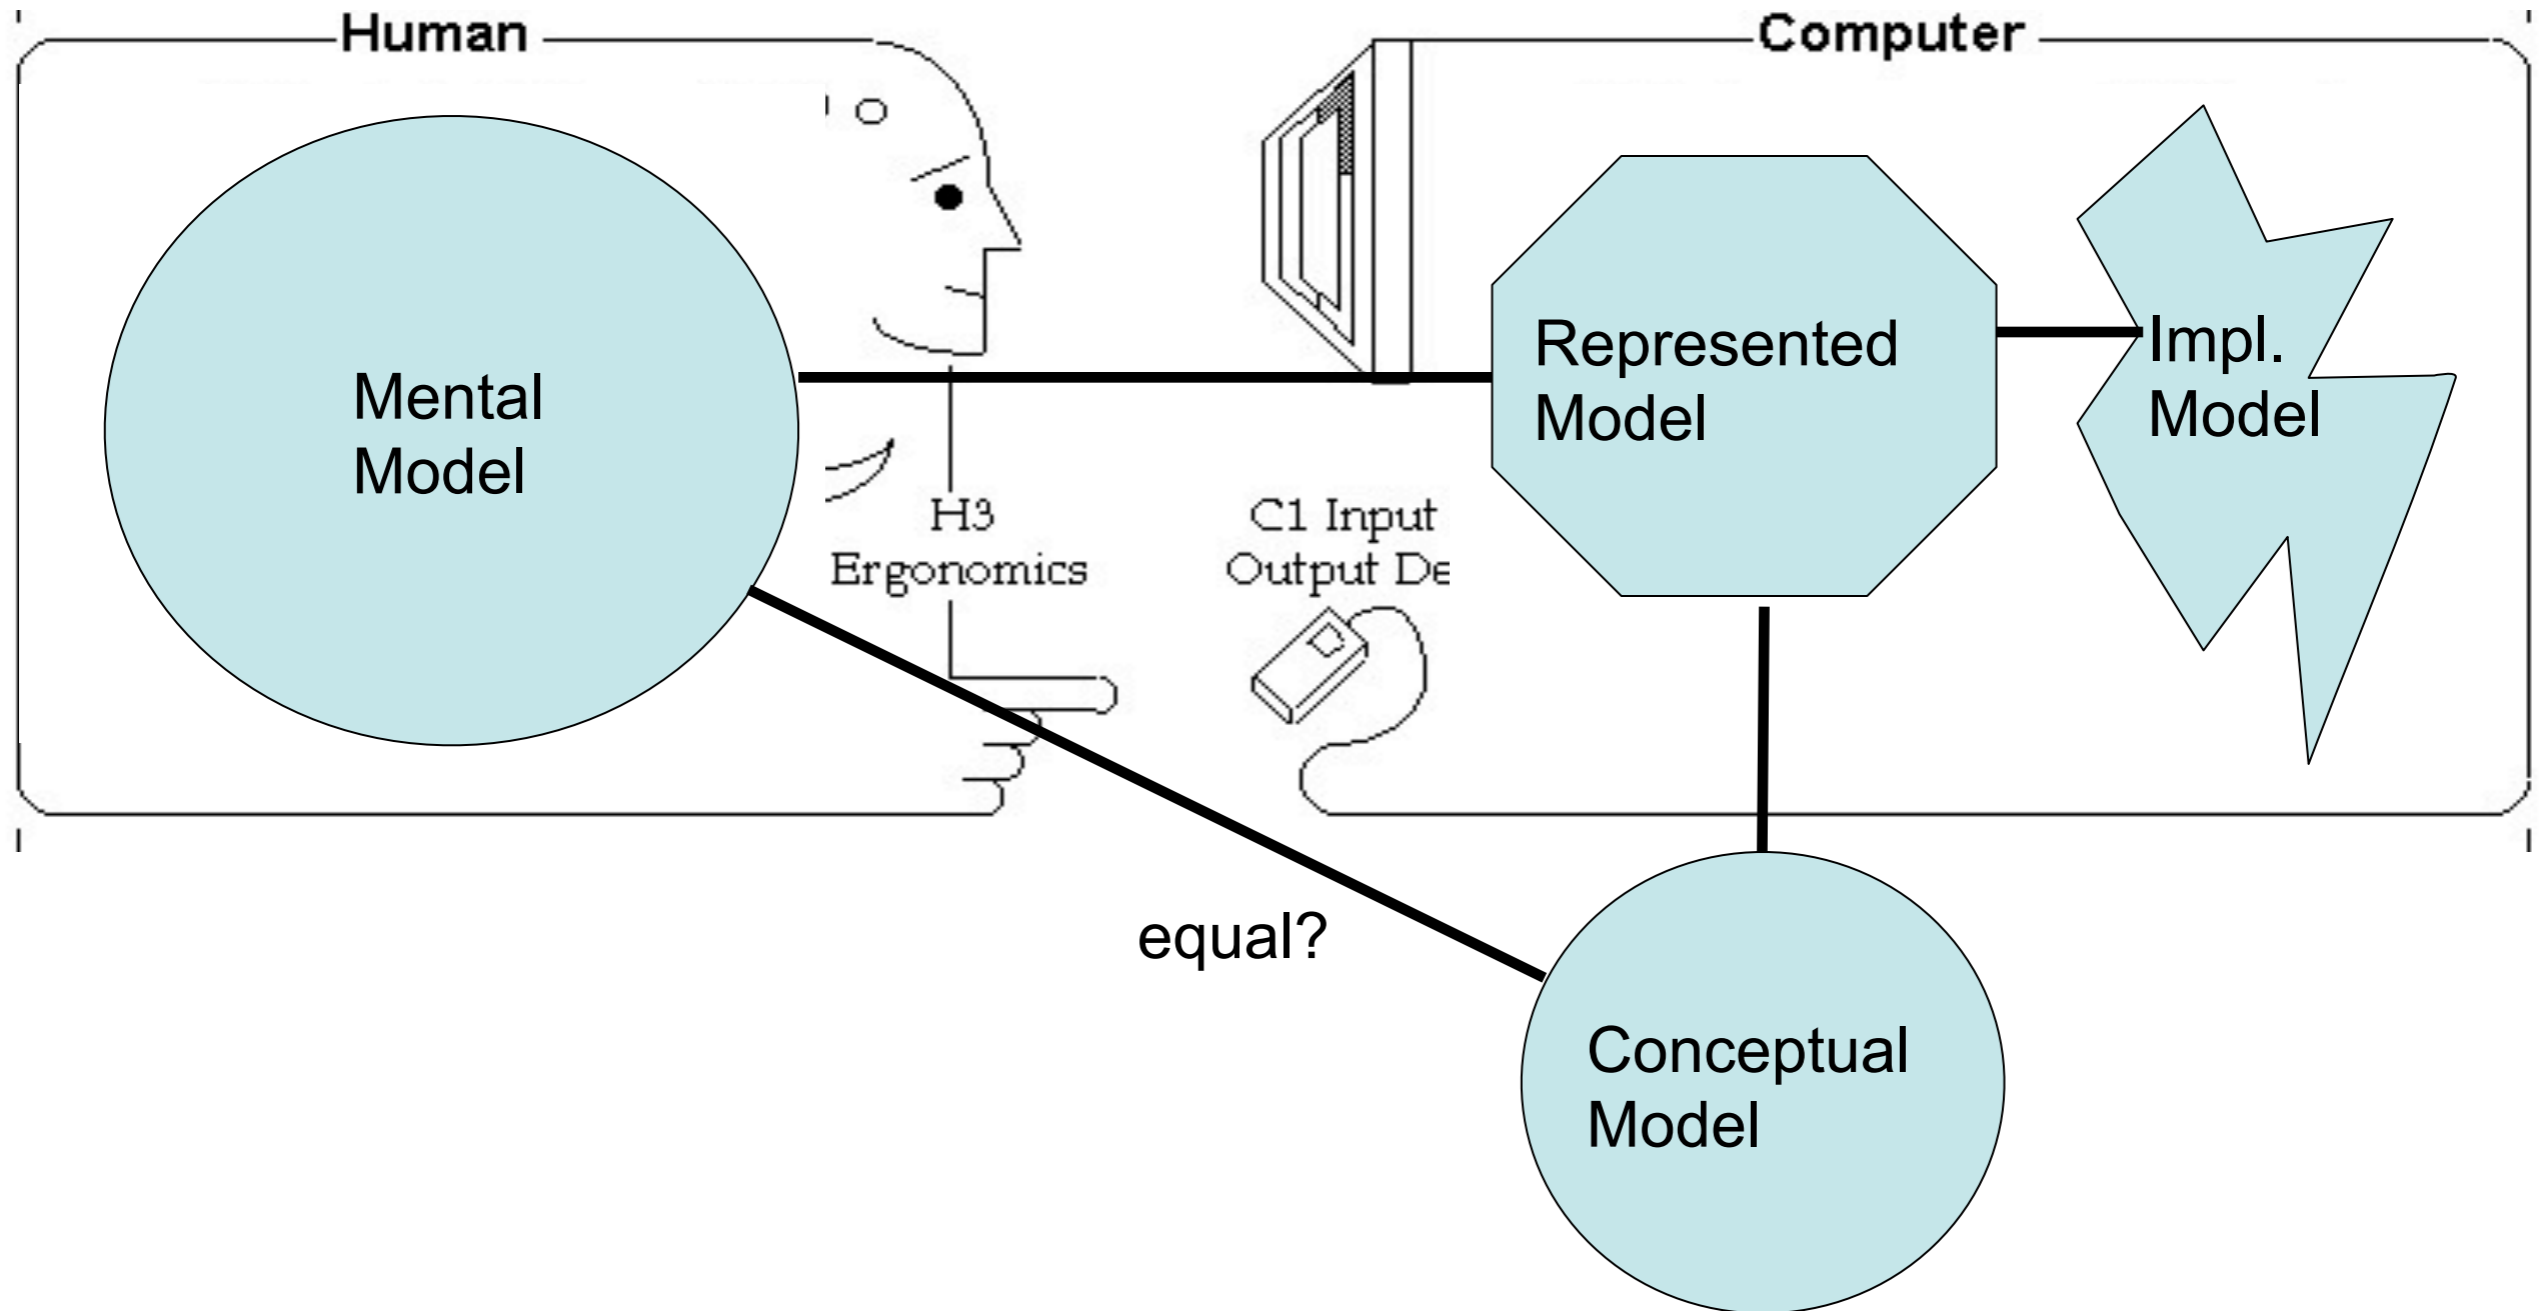 Human
Computer
Mental
Model
Represented
Model
Impl.
Model
H3
Ergonomics
C1 Input
Output De
equal?
Conceptual
Model